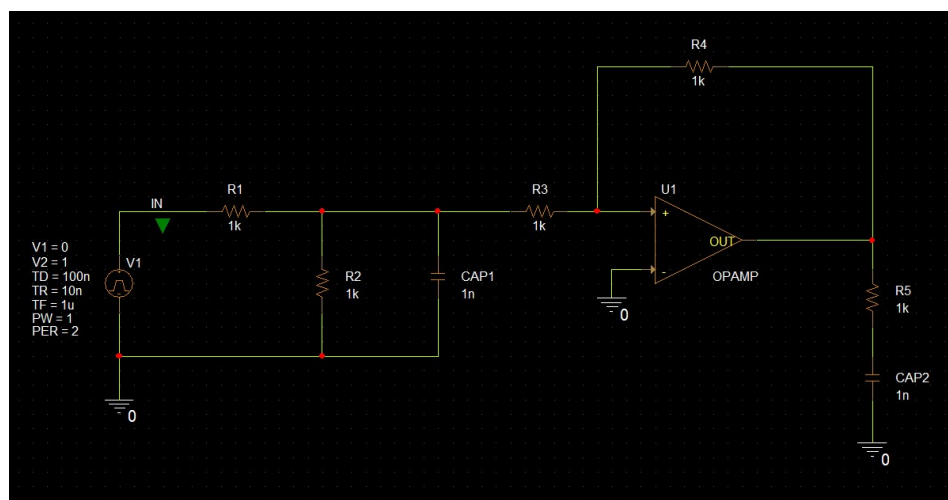 R4
1k
IN
R1
1k
R3
1k
U1
+
OUT
-
OPAMP
0
V1 = 0
V2 = 1
TD = 100n
TR = 10n
TF = 1u
PW = 1
PER = 2
V1
R2
1k
CAP1
1n
R5
1k
CAP2
1n
0
0